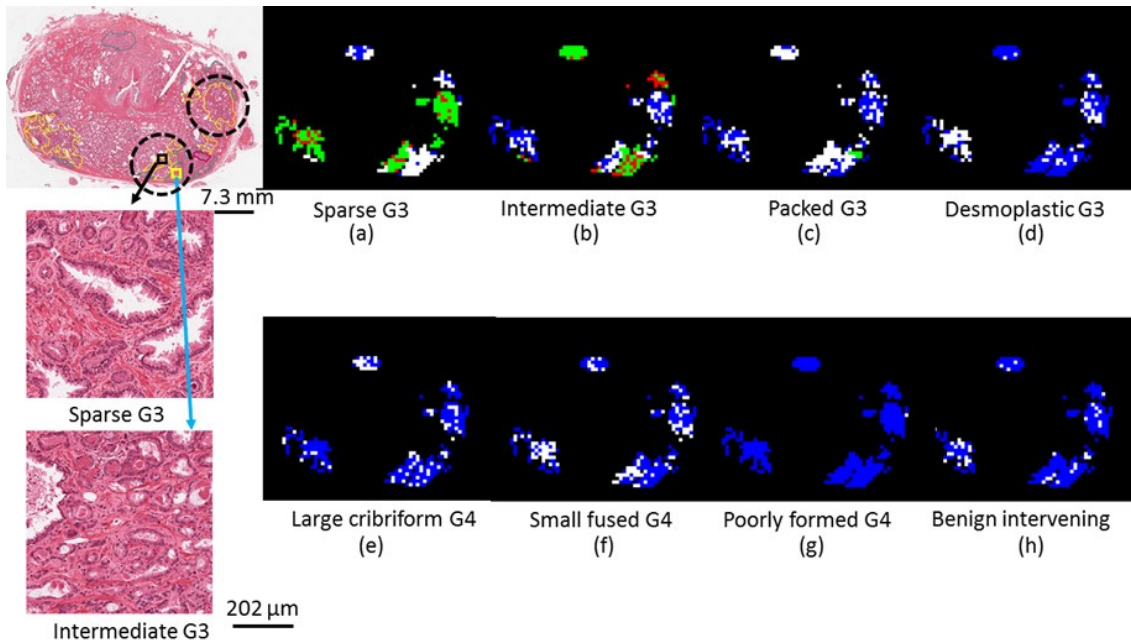 7.3 mm
Sparse G3
(a)
Intermediate G3
(b)
Packed G3
(c)
Desmoplastic G3
(d)
Sparse G3
Large cribriform G4
(e)
Small fused G4
(f)
Poorly formed G4
(g)
Benign intervening
(h)
202 µm
Intermediate G3